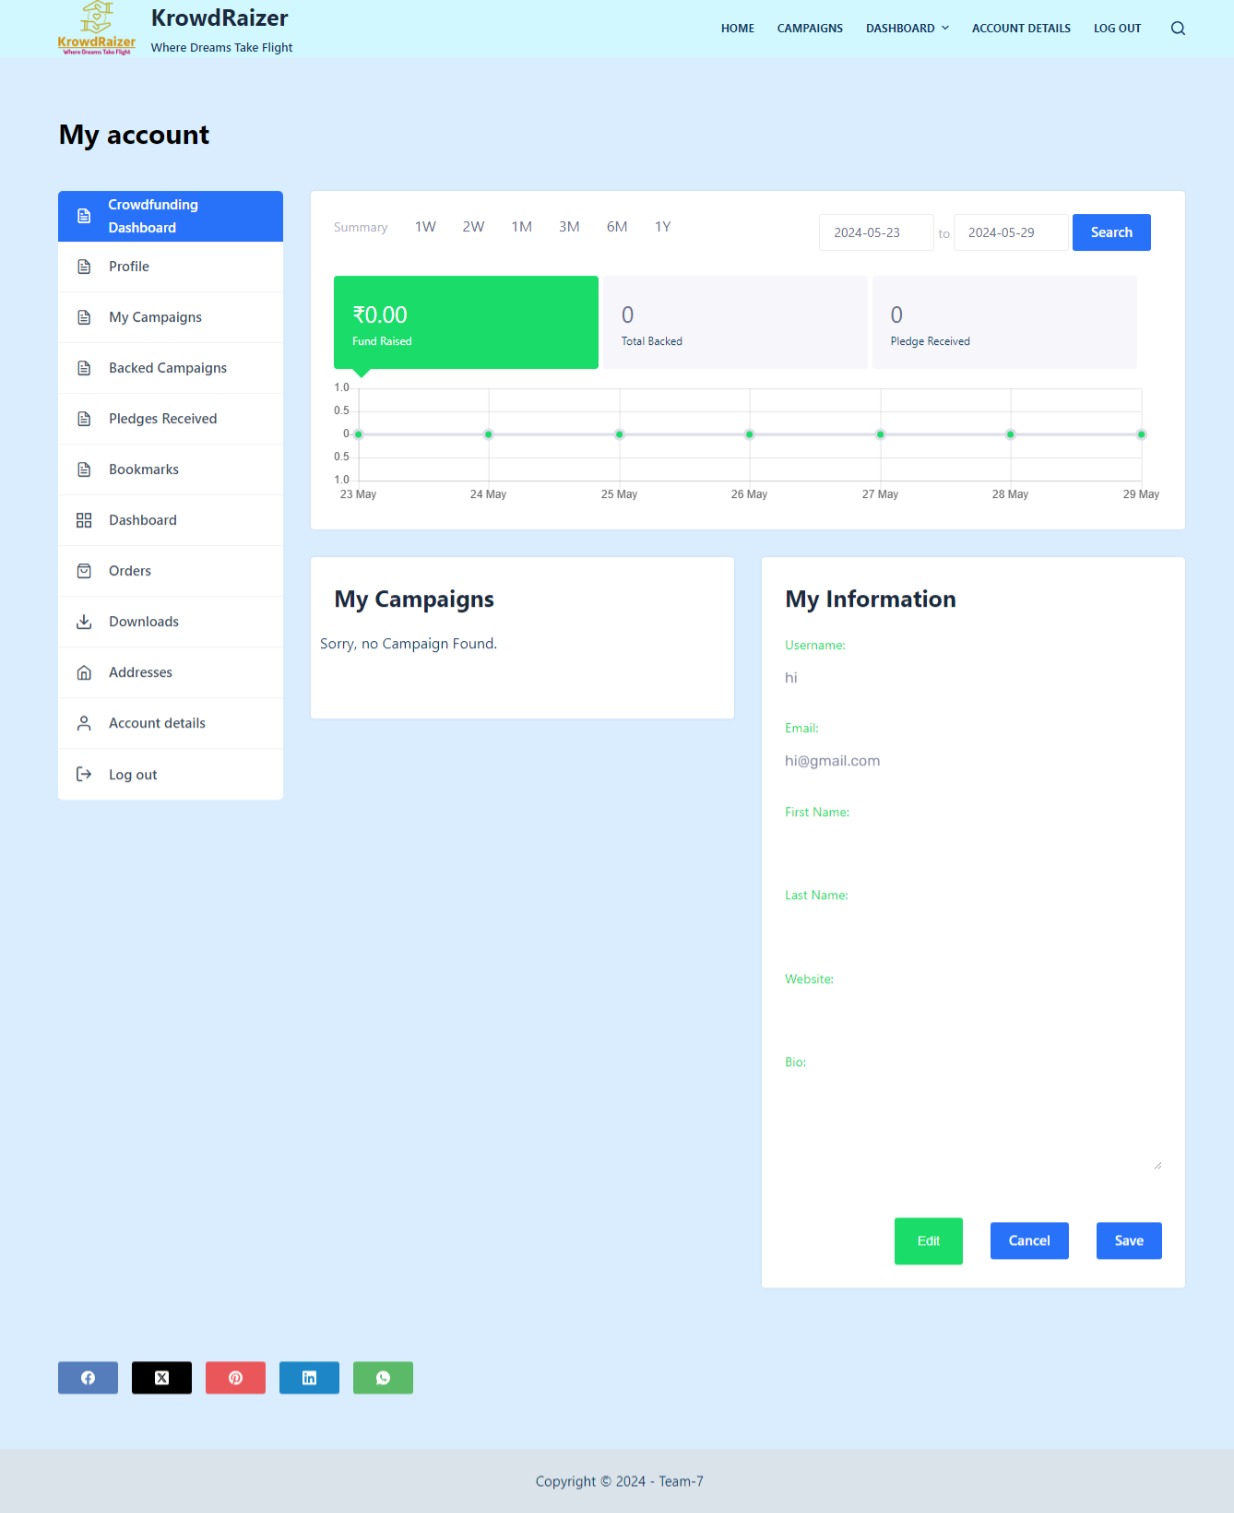 KrowdRaizer
Where Dreams Take Flight
KrowdRaizer
Where Dreams Take Flight
HOME
CAMPAIGNS
DASHBOARD
ACCOUNT DETAILS
LOG OUT
My account
Crowdfunding
Dashboard
Profile
My Campaigns
Backed Campaigns
Pledges Received
Bookmarks
Dashboard
Orders
Downloads
Addresses
Account details
Log out
Summary 1W 2W 1M 3M 6M 1Y
2024-05-23 to 2024-05-29 Search
₹0.00
Fund Raised
0
Total Backed
0
Pledge Received
1.0
0.5
0
0.5
1.0
23 May 24 May 25 May 26 May 27 May 28 May 29 May
My Campaigns
Sorry, no Campaign Found.
My Information
Username:
hi
Email:
hi@gmail.com
First Name:
Last Name:
Website:
Bio:
Edit Cancel Save
Copyright © 2024 - Team-7